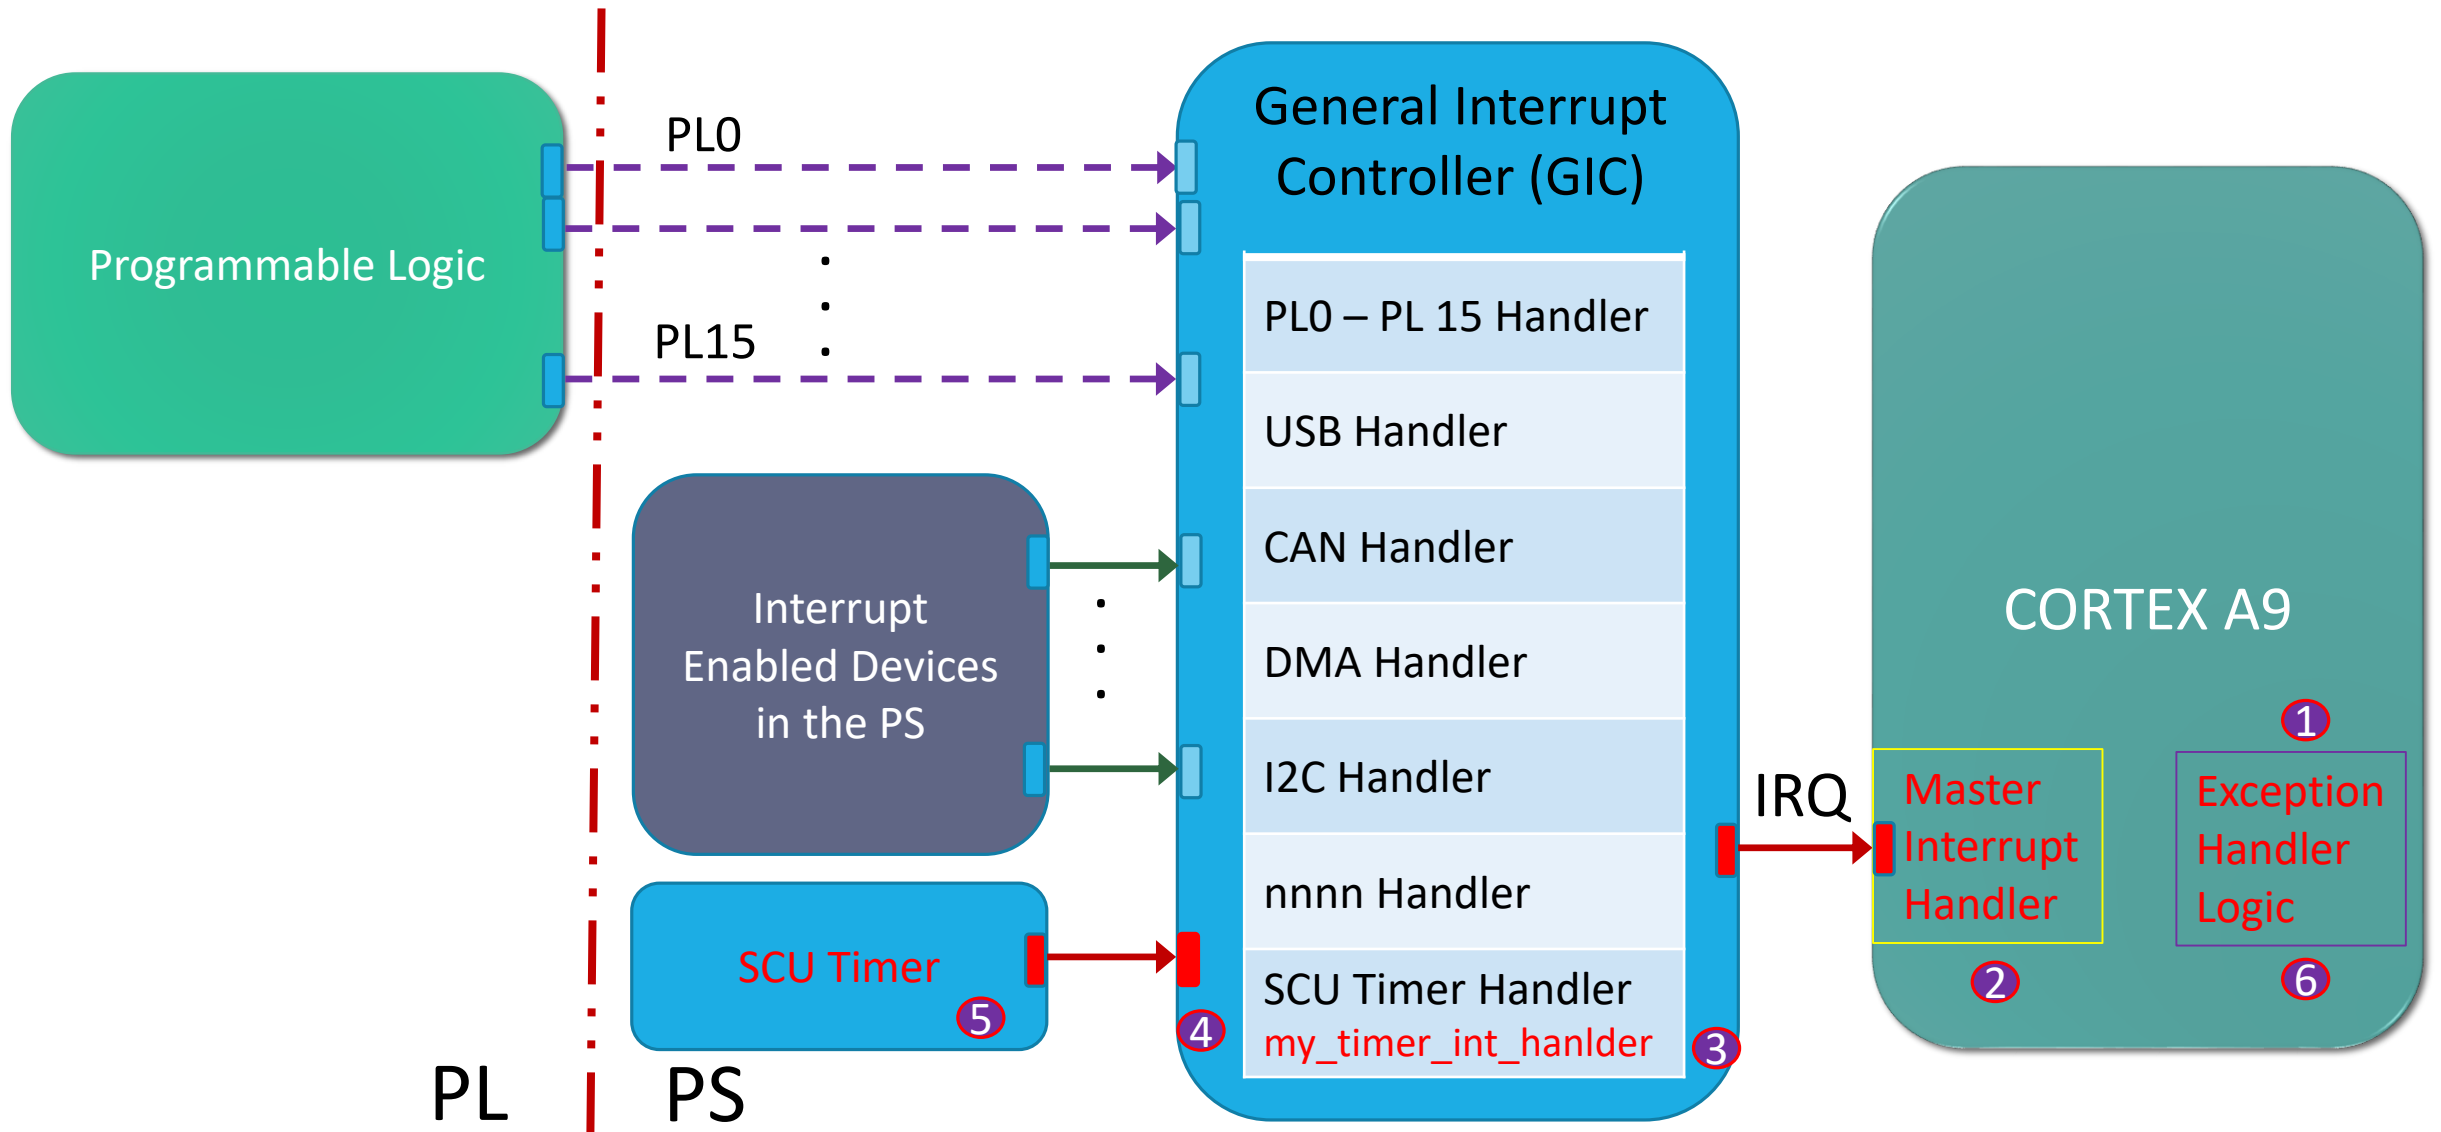 PL0
Programmable Logic
PL15
Interrupt
Enabled Devices
in the PS
SCU Timer
5
PL
PS
General Interrupt
Controller (GIC)
PL0 – PL 15 Handler
USB Handler
CAN Handler
DMA Handler
I2C Handler
nnnn Handler
SCU Timer Handler
my_timer_int_hanlder
4
3
IRQ
CORTEX A9
1
Master
Interrupt
Handler
2
Exception
Handler
Logic
6